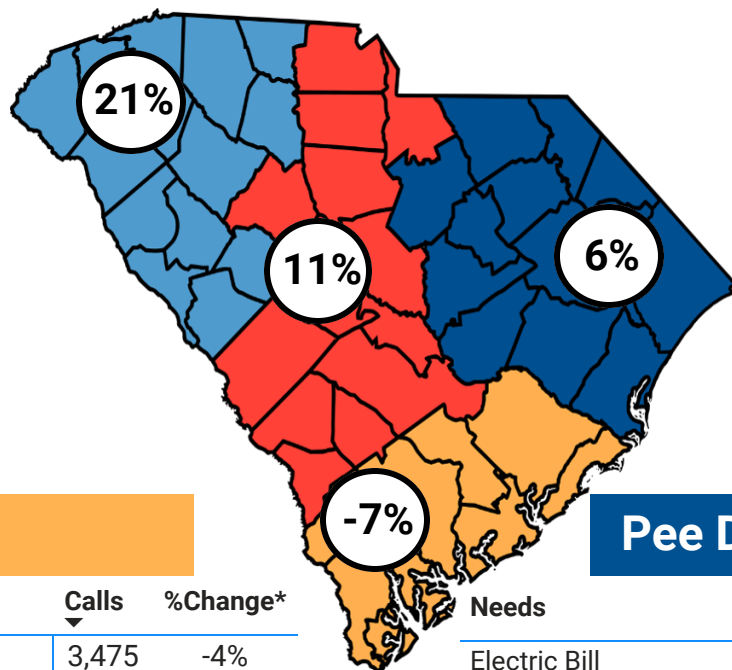 21%
11%
6%
-7%
Pee D
Calls %Change*
3,475 -4%
Needs
Electric Bill